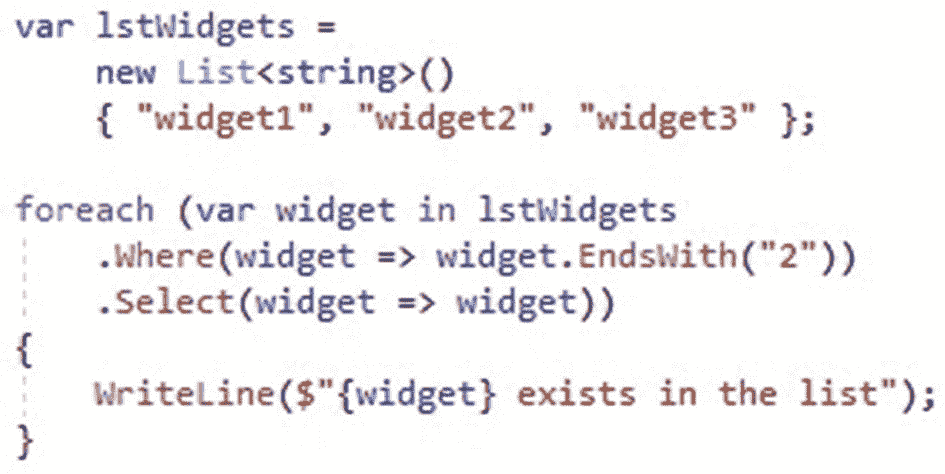 var lstWidgets =
    new List<string>()
    { "widget1", "widget2", "widget3" };

foreach (var widget in lstWidgets
    .Where(widget => widget.EndsWith("2"))
    .Select(widget => widget))
{
    WriteLine($"{widget} exists in the list");
}